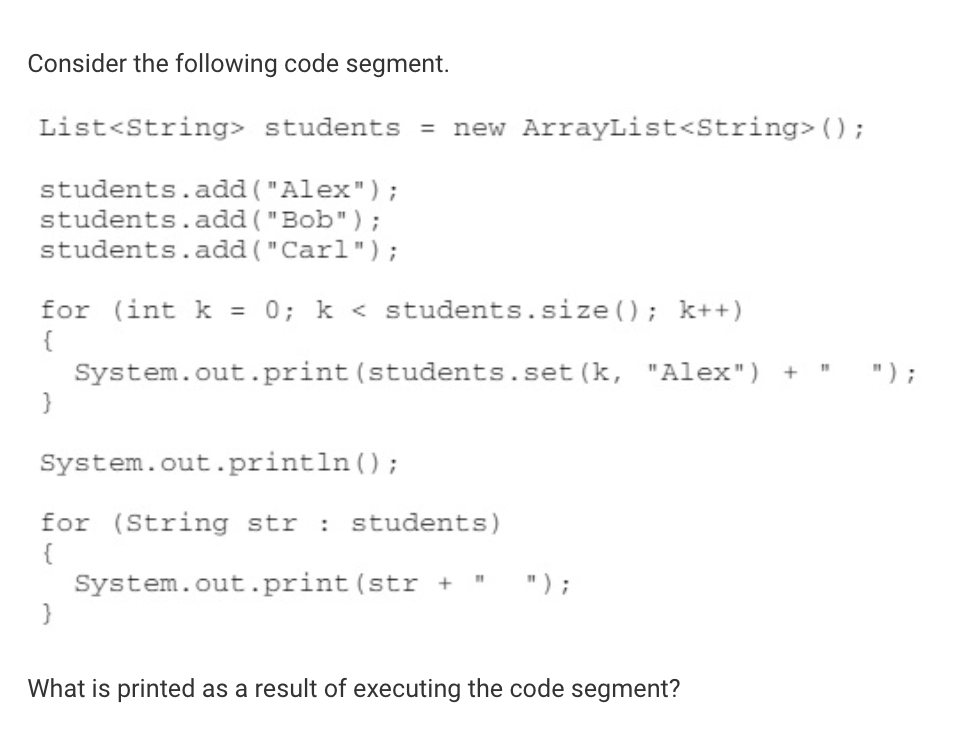 Consider the following code segment.
List<String> students = new ArrayList<String>();
students.add("Alex");
students.add("Bob");
students.add("Carl");
for (int k = 0; k < students.size(); k++)
{
System.out.print(students.set(k, "Alex") + "  ");
}
System.out.println();
for (String str : students)
{
System.out.print(str + "  ");
}
What is printed as a result of executing the code segment?